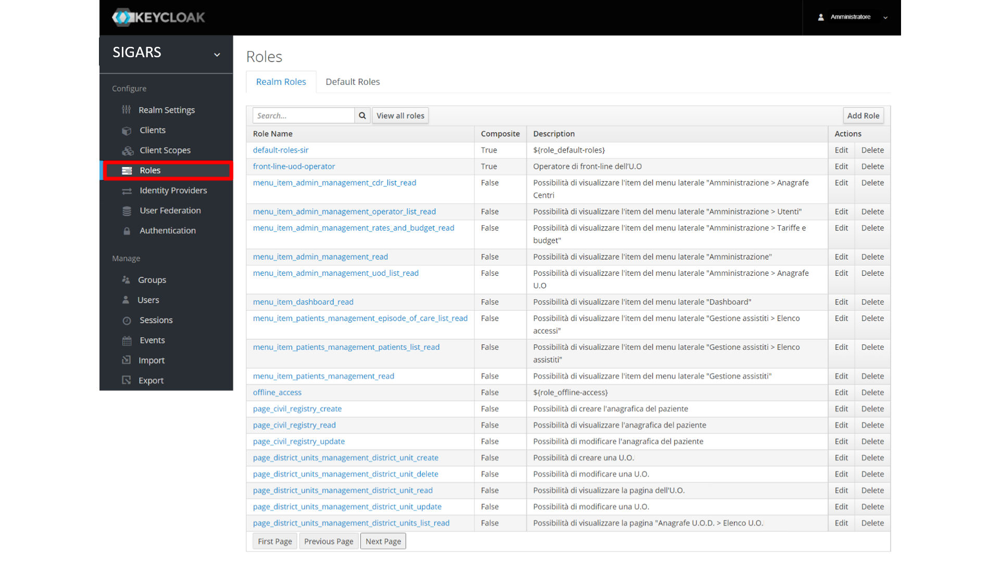 KEYCLOAK
Amministratore
SIGARS
Configure
Realm Settings
Clients
Client Scopes
Roles
Identity Providers
User Federation
Authentication
Manage
Groups
Users
Sessions
Events
Import
Export
Roles
Realm Roles Default Roles
Search... View all roles Add Role
Role Name Composite Description Actions
default-roles-sir True ${role_default-roles} Edit Delete
front-line-uod-operator True Operatore di front-line dell'U.O Edit Delete
menu_item_admin_management_cdr_list_read False Possibilità di visualizzare l'item del menu laterale "Amministrazione > Anagrafe Edit Delete
Centri
menu_item_admin_management_operator_list_read False Possibilità di visualizzare l'item del menu laterale "Amministrazione > Utenti" Edit Delete
menu_item_admin_management_rates_and_budget_read False Possibilità di visualizzare l'item del menu laterale "Amministrazione > Tariffe e Edit Delete
budget"
menu_item_admin_management_read False Possibilità di visualizzare l'item del menu laterale "Amministrazione" Edit Delete
menu_item_admin_management_uod_list_read False Possibilità di visualizzare l'item del menu laterale "Amministrazione > Anagrafe Edit Delete
U.O
menu_item_dashboard_read False Possibilità di visualizzare l'item del menu laterale "Dashboard" Edit Delete
menu_item_patients_management_episode_of_care_list_read False Possibilità di visualizzare l'item del menu laterale "Gestione assistiti > Elenco Edit Delete
accessi"
menu_item_patients_management_patients_list_read False Possibilità di visualizzare l'item del menu laterale "Gestione assistiti > Elenco Edit Delete
assistiti"
menu_item_patients_management_read False Possibilità di visualizzare l'item del menu laterale "Gestione assistiti" Edit Delete
offline_access False ${role_offline-access} Edit Delete
page_civil_registry_create False Possibilità di creare l'anagrafica del paziente Edit Delete
page_civil_registry_read False Possibilità di visualizzare l'anagrafica del paziente Edit Delete
page_civil_registry_update False Possibilità di modificare l'anagrafica del paziente Edit Delete
page_district_units_management_district_unit_create False Possibilità di creare una U.O. Edit Delete
page_district_units_management_district_unit_delete False Possibilità di modificare una U.O. Edit Delete
page_district_units_management_district_unit_read False Possibilità di visualizzare la pagina dell'U.O. Edit Delete
page_district_units_management_district_unit_update False Possibilità di modificare una U.O. Edit Delete
page_district_units_management_district_units_list_read False Possibilità di visualizzare la pagina "Anagrafe U.O.D. > Elenco U.O. Edit Delete
First Page Previous Page Next Page